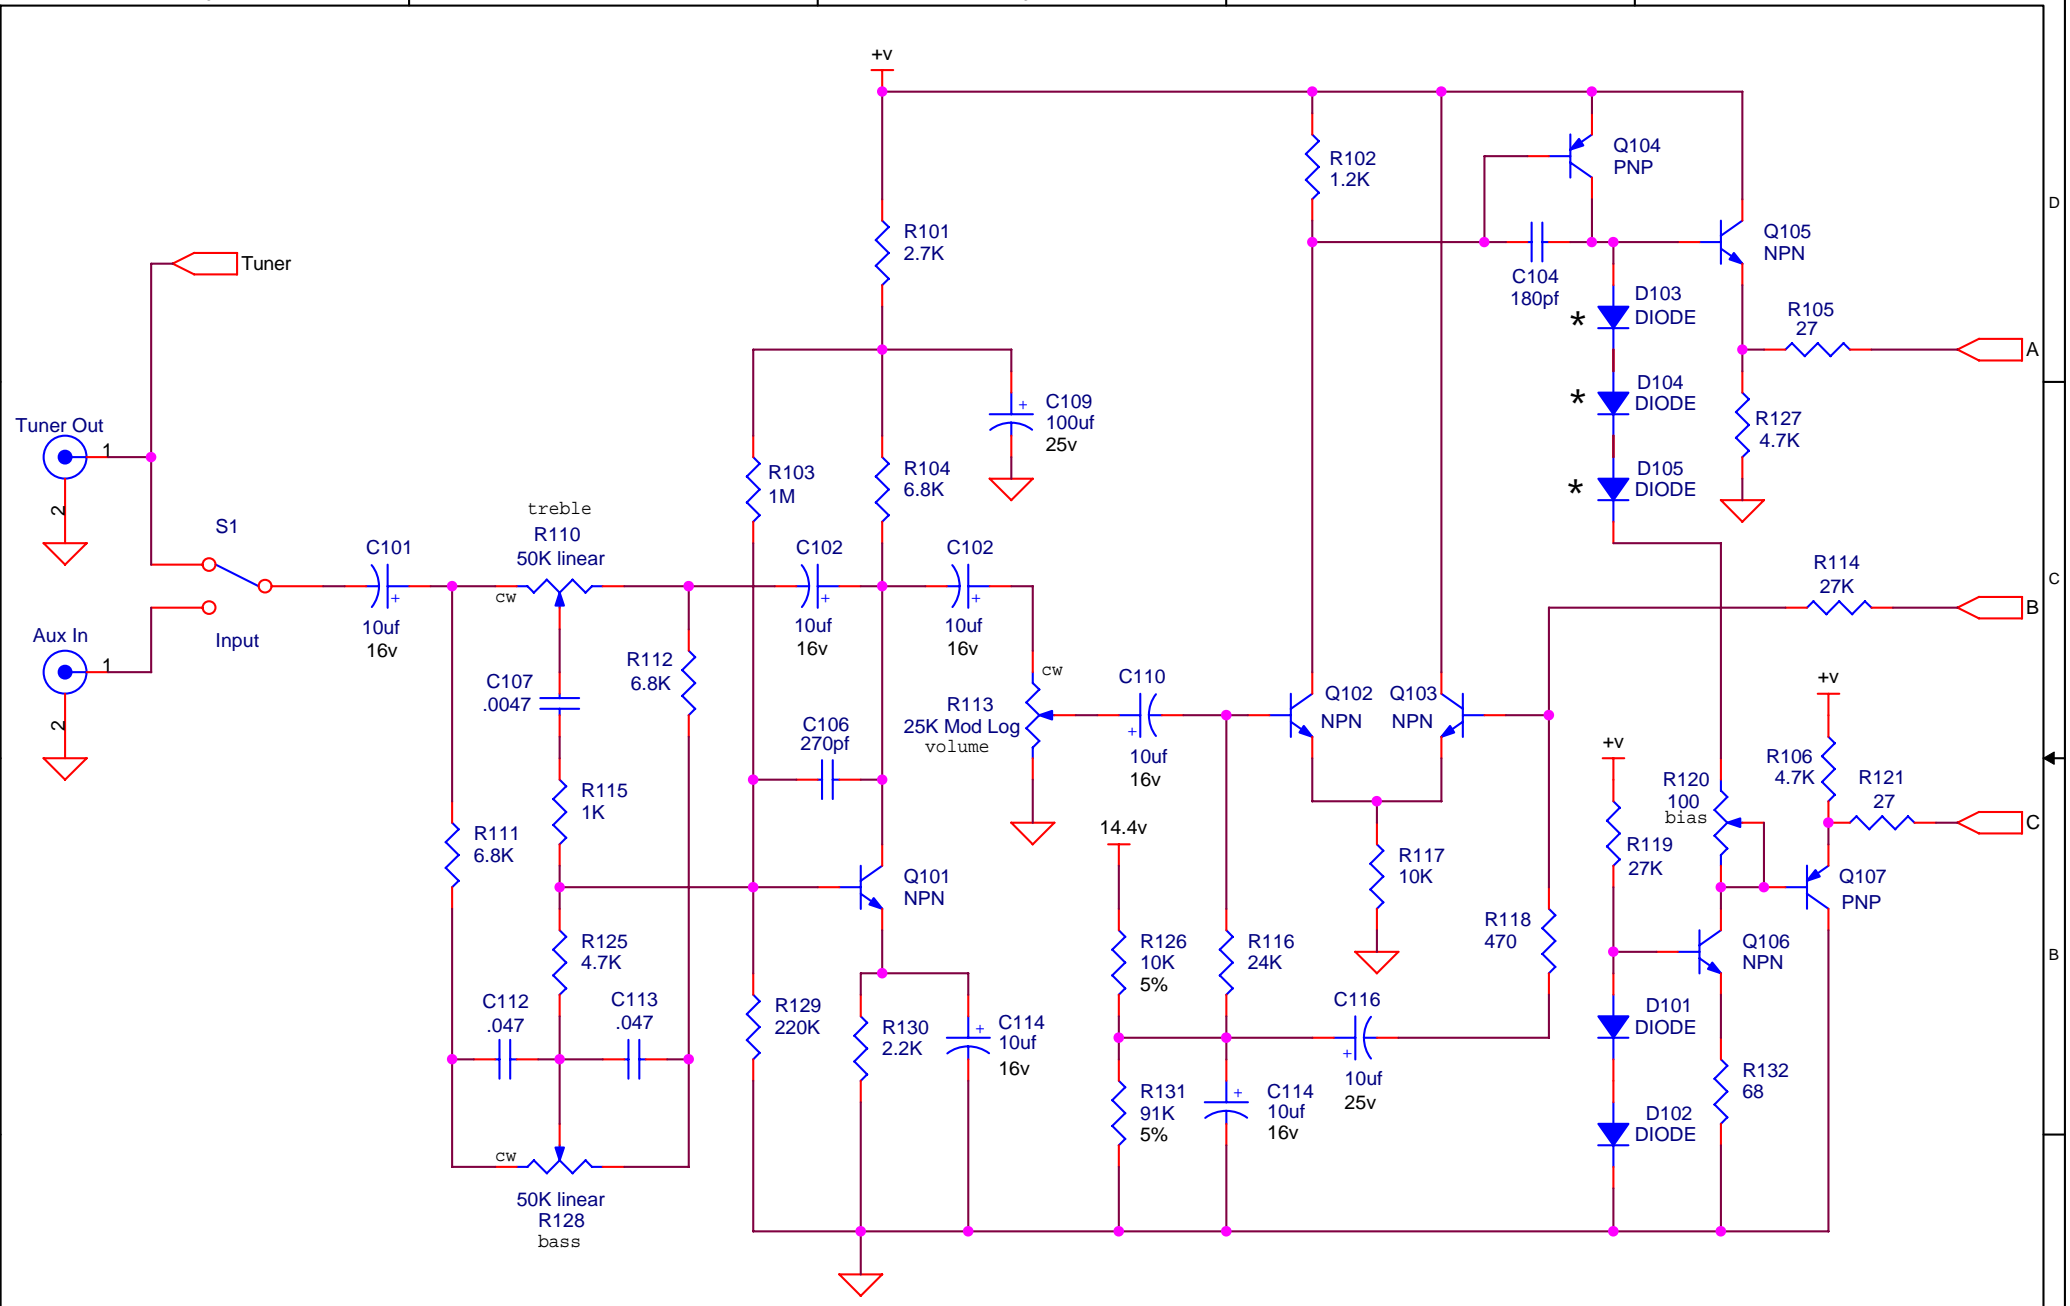 +v
Q104
PNP
R102
1.2K
D
R101
2.7K
Q105
NPN
Tuner
C104
180pf
D103
DIODE
*
R105
27
A
D104
DIODE
*
C109
100uf
25v
+
R127
4.7K
Tuner Out
1
2
R103
1M
R104
6.8K
D105
DIODE
*
treble
R110
50K linear
cw
S1
C101
+
10uf
16v
C102
+
10uf
16v
C102
+
10uf
16v
R114
27K
C
B
Aux In
1
2
Input
R112
6.8K
cw
C107
.0047
C110
+
10uf
16v
Q102
NPN
Q103
NPN
+v
R113
25K Mod Log
volume
C106
270pf
+v
R106
4.7K
R120
100
bias
R121
27
C
R115
1K
R111
6.8K
14.4v
R119
27K
R117
10K
Q101
NPN
Q107
PNP
R118
470
R125
4.7K
R126
10K
5%
R116
24K
Q106
NPN
B
C112
.047
C113
.047
R129
220K
R130
2.2K
+
C114
10uf
16v
C116
+
10uf
25v
D101
DIODE
R132
68
R131
91K
5%
+
C114
10uf
16v
D102
DIODE
cw
50K linear
R128
bass